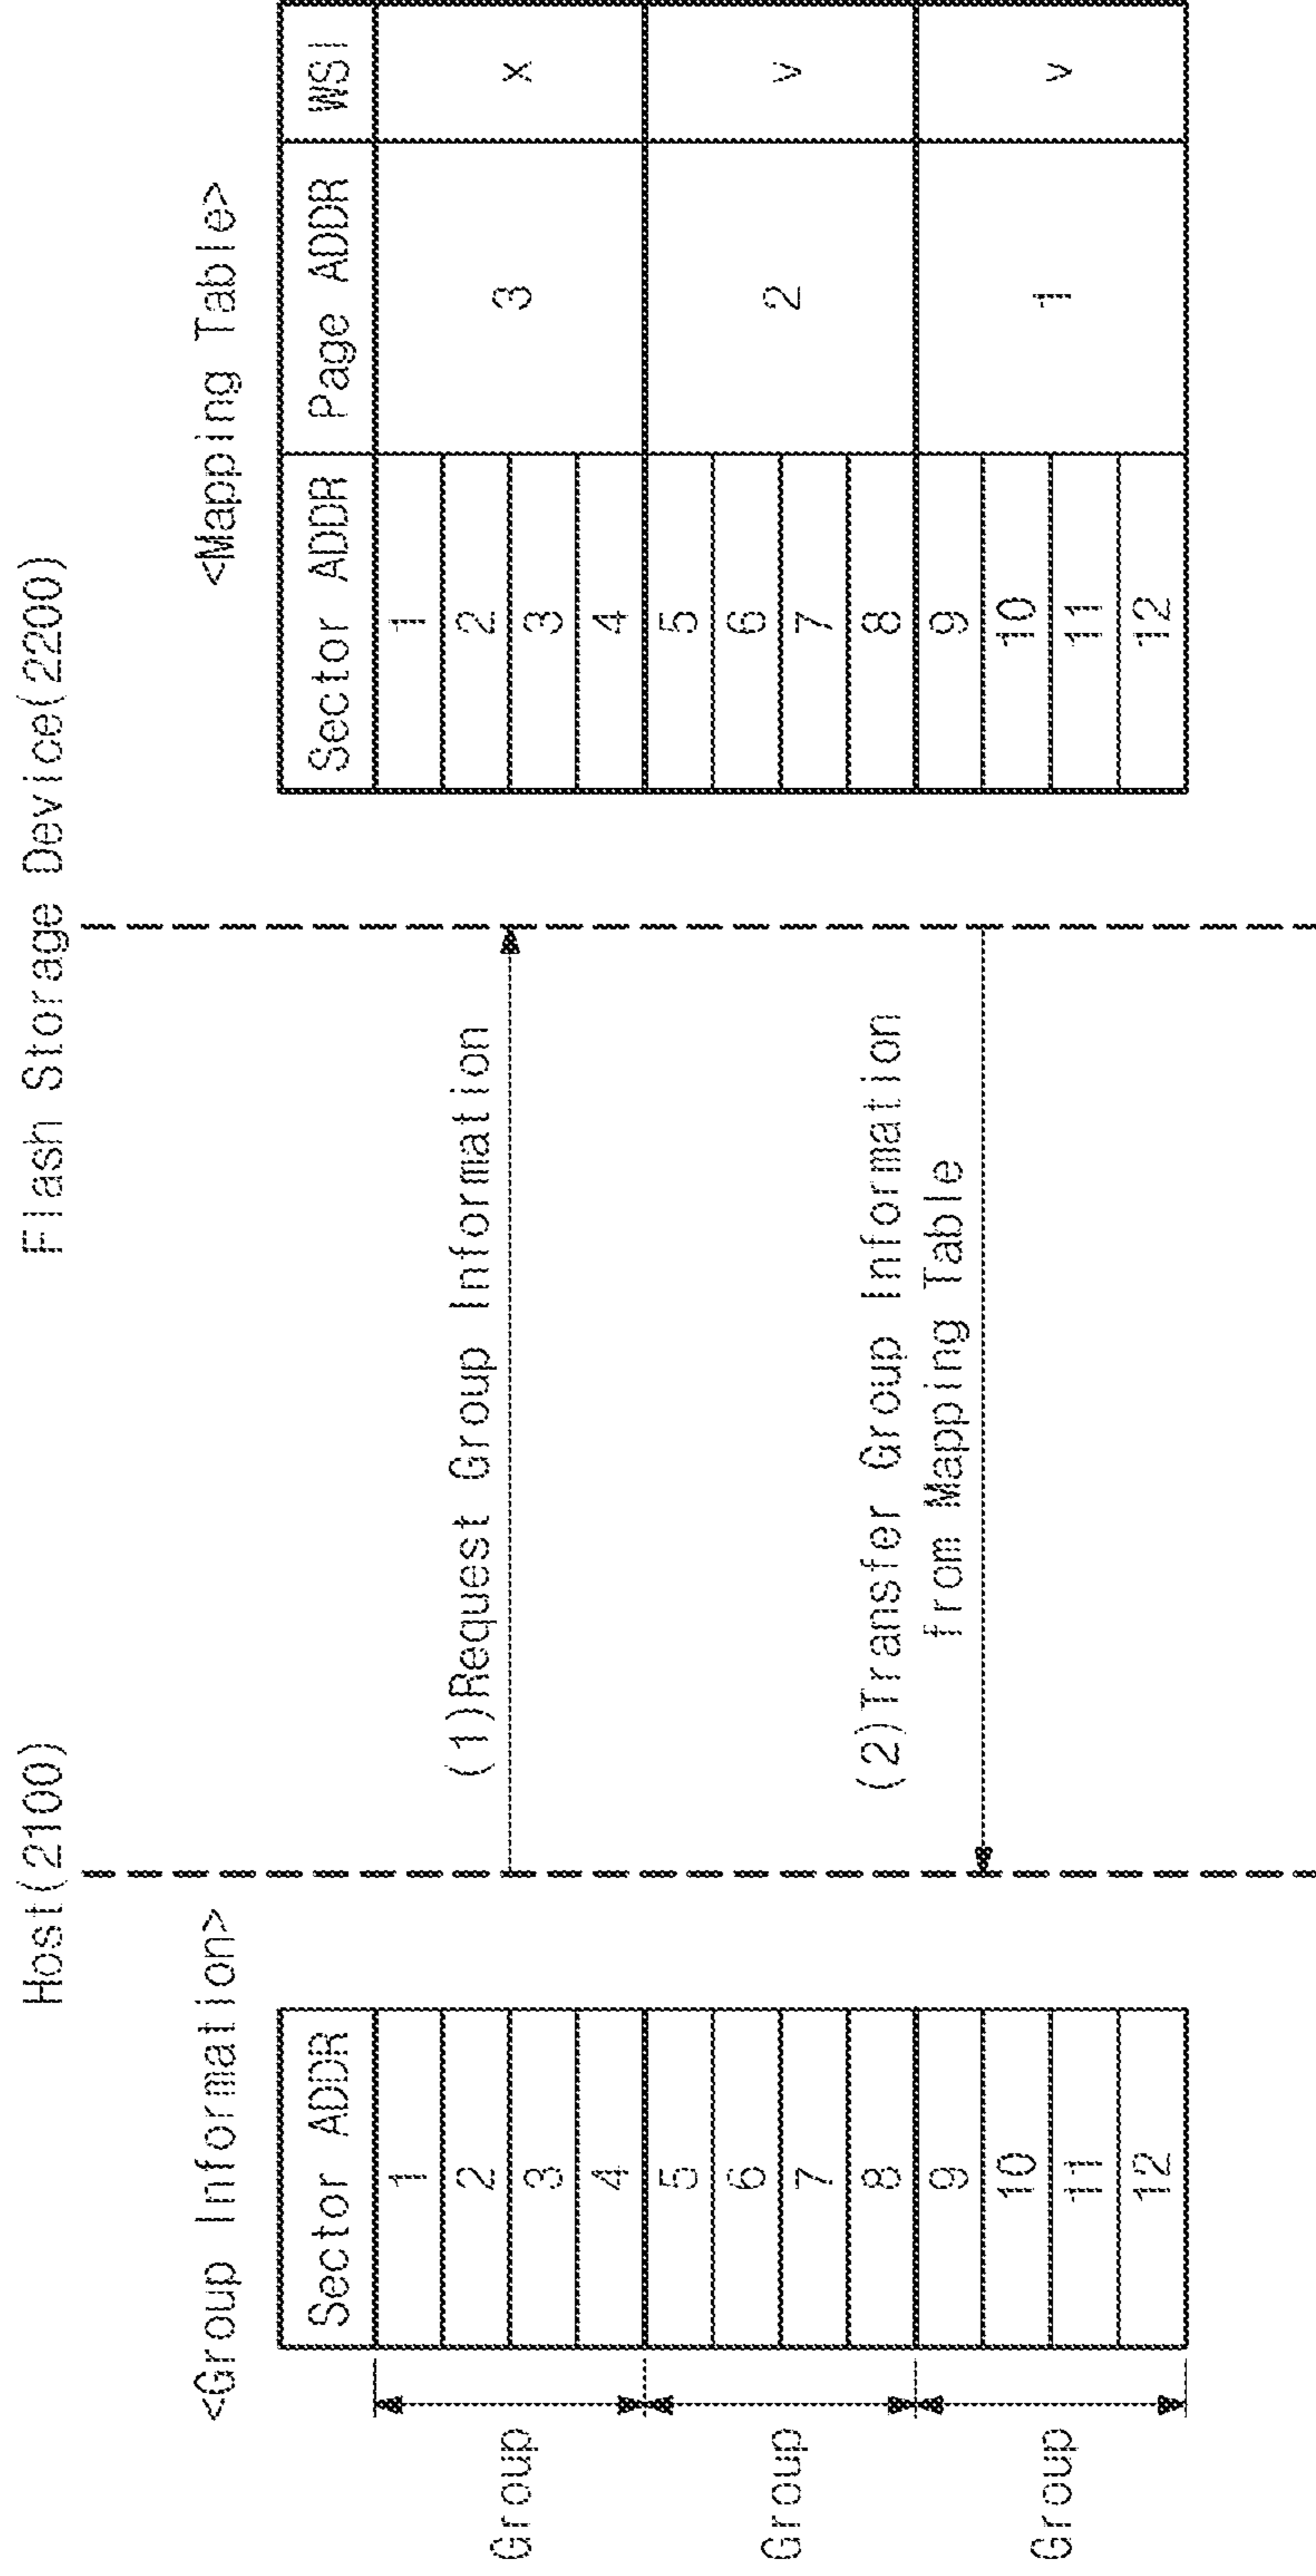 Host(2100)
Flash Storage Device(2200)
<Group Information>
<Mapping Table>
Sector ADDR
1
2
3
4
5
6
7
8
9
10
11
12
Group
Group
Group
(1)Request Group Information
(2)Transfer Group Information
from Mapping Table
Sector ADDR Page ADDR WSI
1
2
3
4
3 x
5
6
7
8
2 v
9
10
11
12
1 v